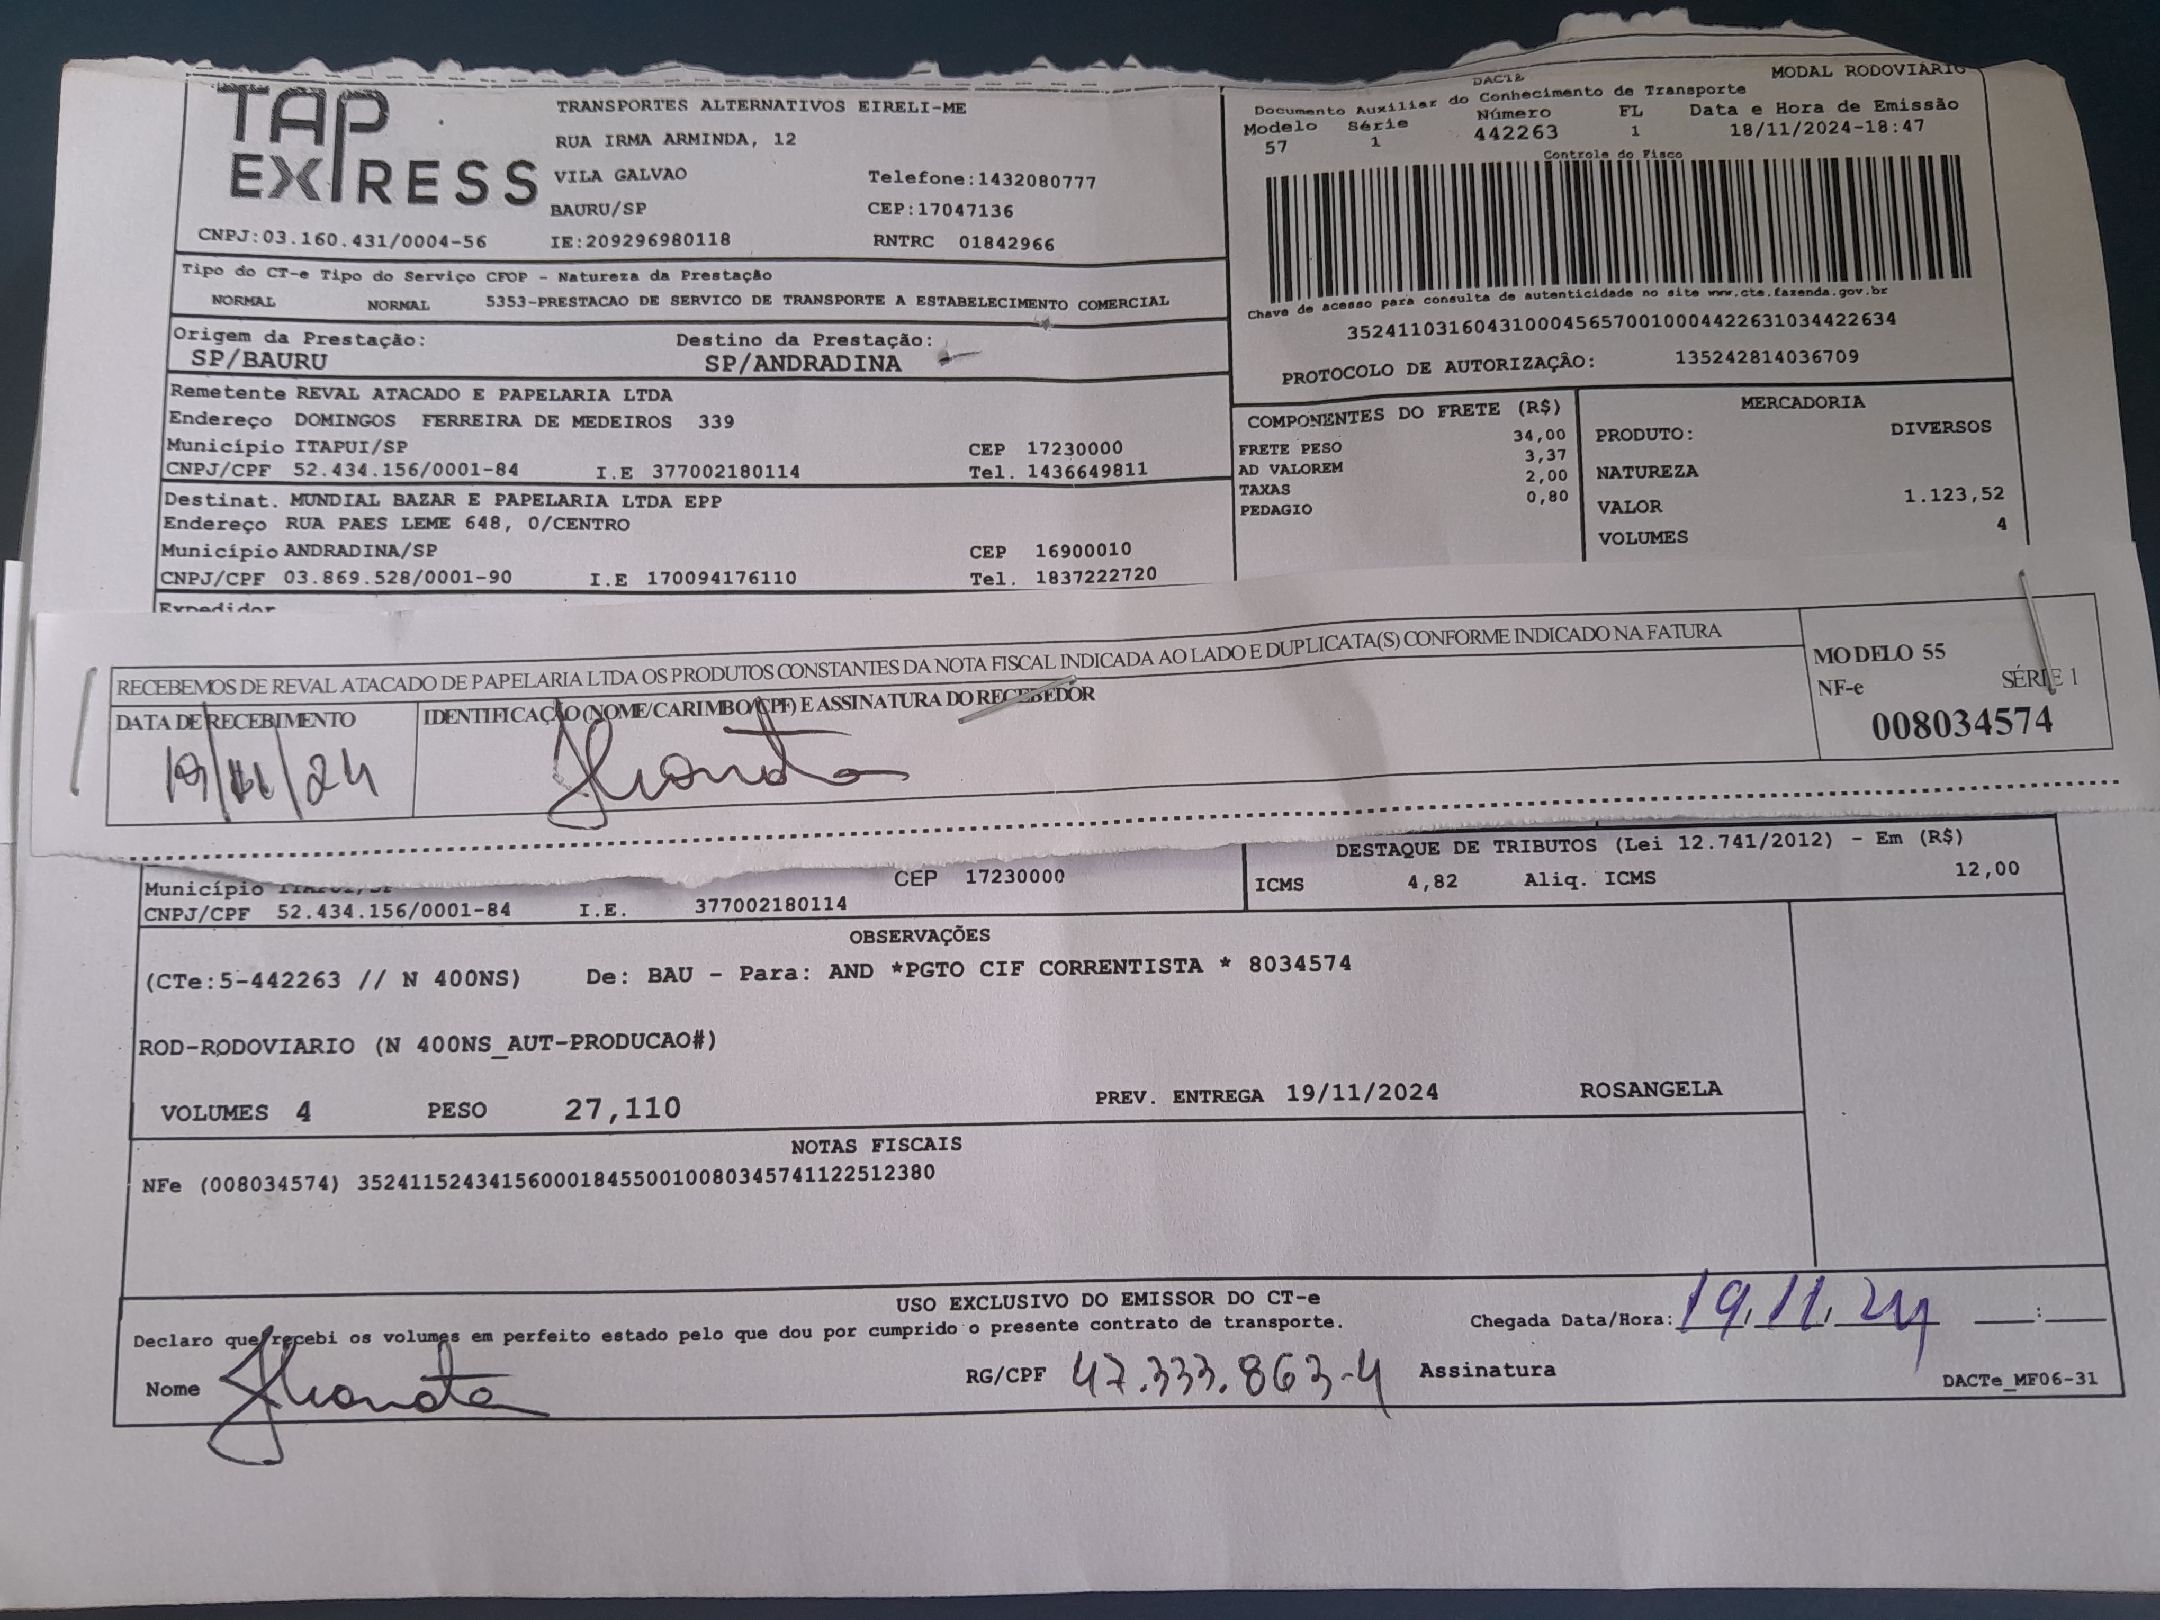 TAP EXPRESS
TRANSPORTES ALTERNATIVOS EIRELI-ME
RUA IRMA ARMINDA, 12
VILA GALVAO Telefone:1432080777
BAURU/SP CEP:17047136
CNPJ:03.160.431/0004-56 IE:209296980118 RNTRC 01842966
DACTE MODAL RODOVIÁRIO
Documento Auxiliar do Conhecimento de Transporte
Modelo Série Número FL Data e Hora de Emissão
57 1 442263 1 18/11/2024-18:47
Controle do Fisco
Chave de acesso para consulta de autenticidade no site www.cte.fazenda.gov.br
35241103160431000456570010004422631034422634
PROTOCOLO DE AUTORIZAÇÃO: 135242814036709
Tipo do CT-e Tipo do Serviço CFOP - Natureza da Prestação
NORMAL NORMAL 5353-PRESTACAO DE SERVICO DE TRANSPORTE A ESTABELECIMENTO COMERCIAL
Origem da Prestação: Destino da Prestação:
SP/BAURU SP/ANDRADINA
Remetente REVAL ATACADO E PAPELARIA LTDA
Endereço DOMINGOS FERREIRA DE MEDEIROS 339
Município ITAPUI/SP CEP 17230000
CNPJ/CPF 52.434.156/0001-84 I.E 377002180114 Tel. 1436649811
Destinat. MUNDIAL BAZAR E PAPELARIA LTDA EPP
Endereço RUA PAES LEME 648, 0/CENTRO
Município ANDRADINA/SP CEP 16900010
CNPJ/CPF 03.869.528/0001-90 I.E 170094176110 Tel. 1837222720
Expedidor
COMPONENTES DO FRETE (R$)
FRETE PESO 34,00
AD VALOREM 3,37
TAXAS 2,00
PEDAGIO 0,80
MERCADORIA
PRODUTO: DIVERSOS
NATUREZA
VALOR 1.123,52
VOLUMES 4
RECEBEMOS DE REVAL ATACADO DE PAPELARIA LTDA OS PRODUTOS CONSTANTES DA NOTA FISCAL INDICADA AO LADO E DUPLICATA(S) CONFORME INDICADO NA FATURA
DATA DE RECEBIMENTO IDENTIFICAÇÃO (NOME/CARIMBO/CPF) E ASSINATURA DO RECEBEDOR
19/11/24
MODELO 55
NF-e SÉRIE 1
008034574
Município ITAPUI/SP CEP 17230000
CNPJ/CPF 52.434.156/0001-84 I.E. 377002180114
DESTAQUE DE TRIBUTOS (Lei 12.741/2012) - Em (R$)
ICMS 4,82 Aliq. ICMS 12,00
OBSERVAÇÕES
(CTe:5-442263 // N 400NS) De: BAU - Para: AND *PGTO CIF CORRENTISTA * 8034574
ROD-RODOVIARIO (N 400NS_AUT-PRODUCAO#)
VOLUMES 4 PESO 27,110 PREV. ENTREGA 19/11/2024 ROSANGELA
NOTAS FISCAIS
NFe (008034574) 35241152434156000184550010080345741122512380
USO EXCLUSIVO DO EMISSOR DO CT-e
Declaro que recebi os volumes em perfeito estado pelo que dou por cumprido o presente contrato de transporte.
Chegada Data/Hora: 19.11.24 :
Nome RG/CPF 47.333.863-4 Assinatura
DACTe_MF06-31